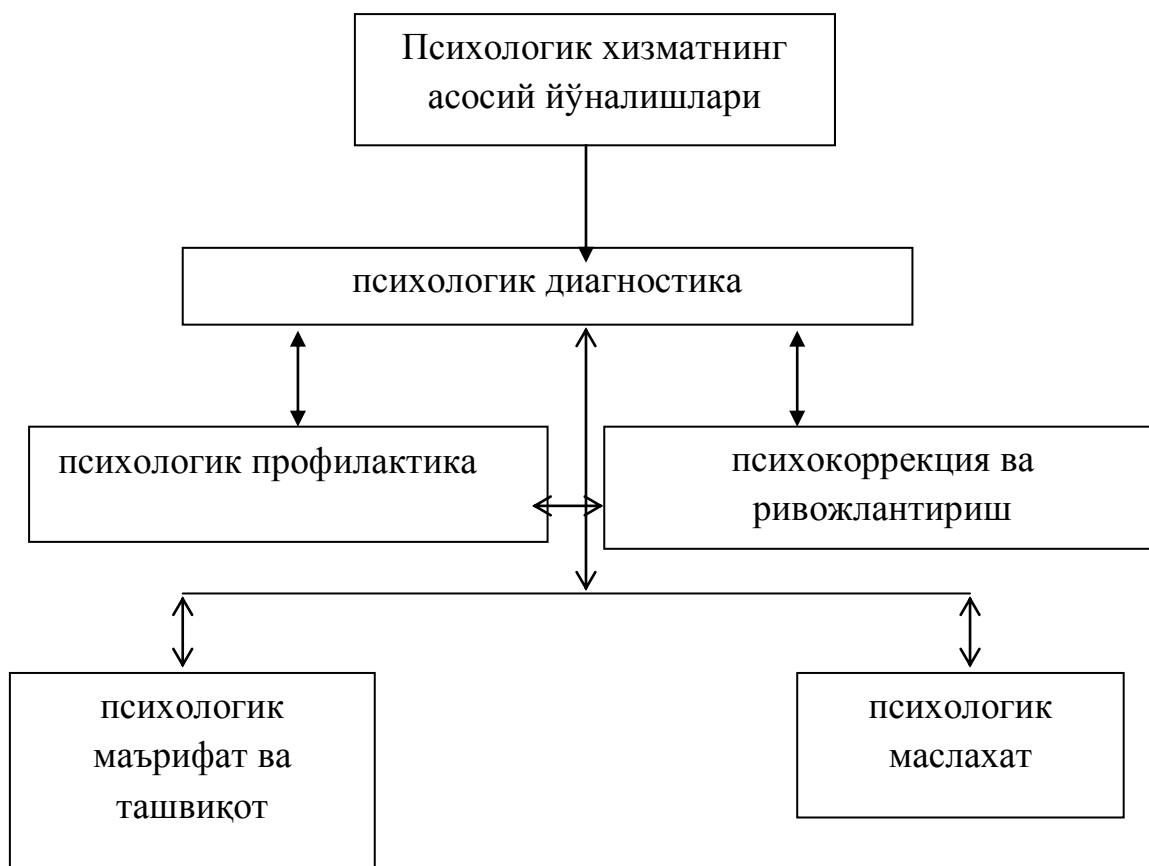 Психологик хизматнинг
асосий йўналишлари
психологик диагностика
психологик профилактика
психокоррекция ва
ривожлантириш
психологик
маърифат ва
ташвиқот
психологик
маслахат